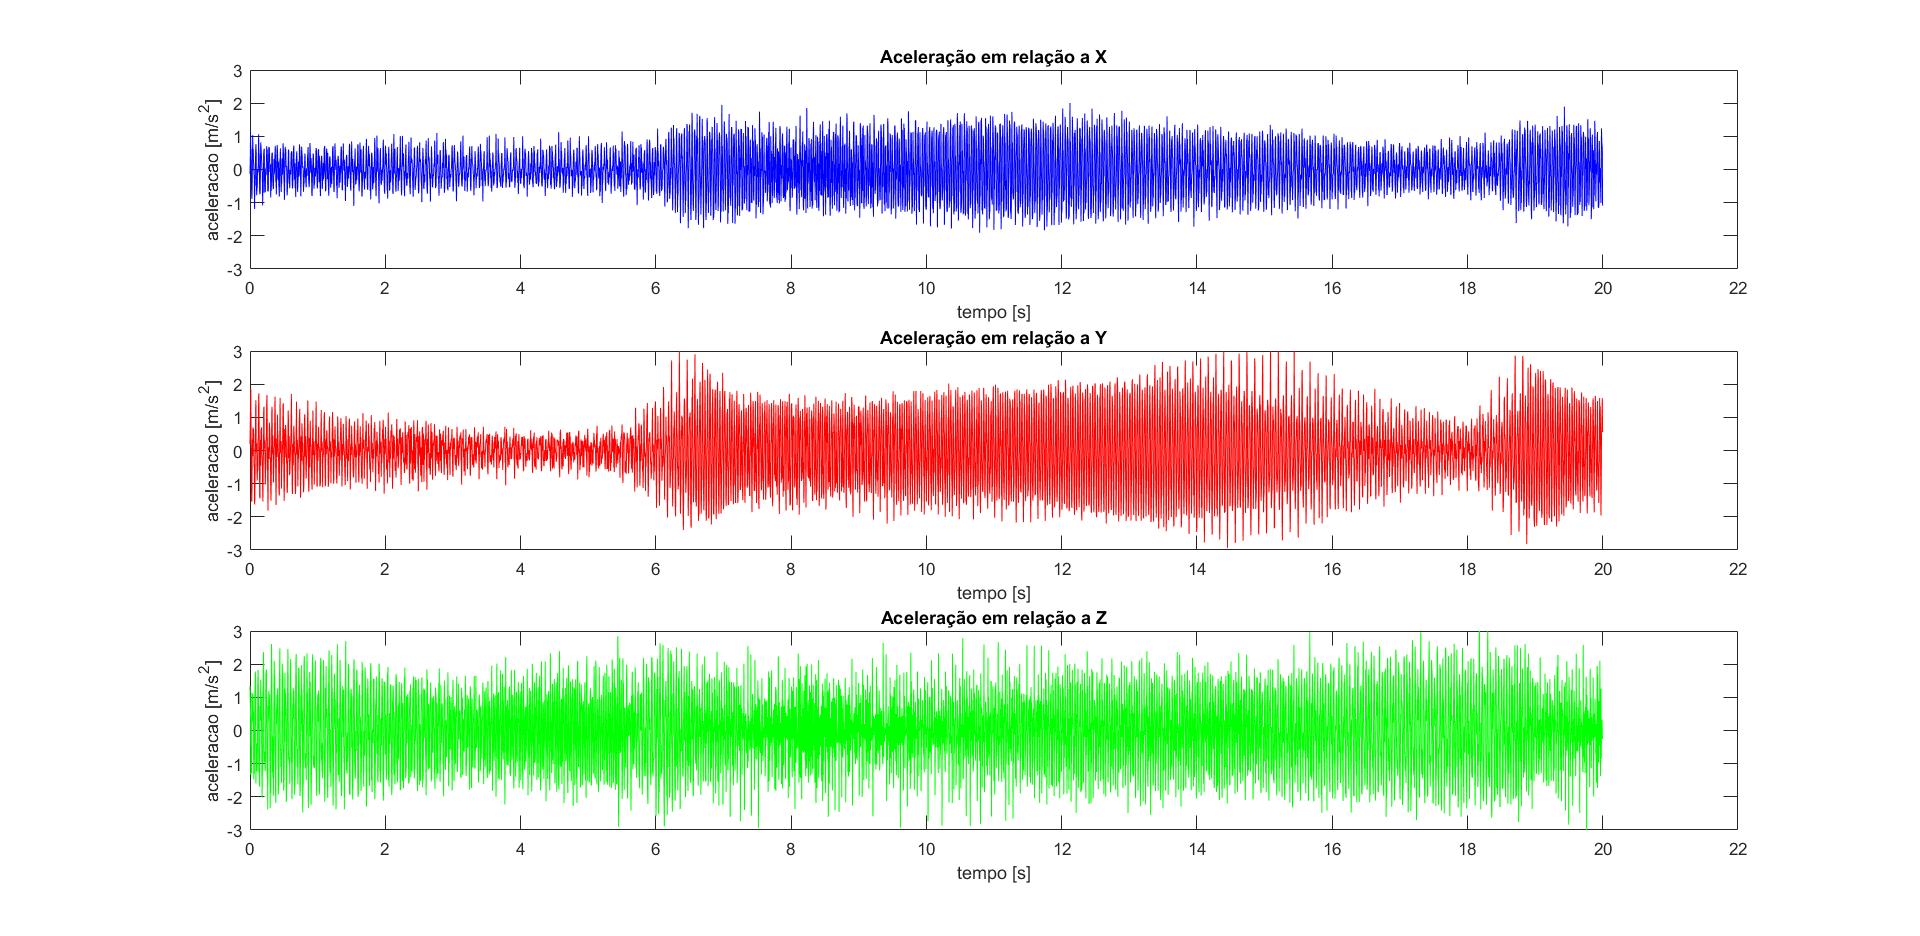 Aceleração em relação a X
aceleracao [m/s²]
3
2
1
0
-1
-2
-3
0 2 4 6 8 10 12 14 16 18 20 22
tempo [s]
Aceleração em relação a Y
aceleracao [m/s²]
3
2
1
0
-1
-2
-3
0 2 4 6 8 10 12 14 16 18 20 22
tempo [s]
Aceleração em relação a Z
aceleracao [m/s²]
3
2
1
0
-1
-2
-3
0 2 4 6 8 10 12 14 16 18 20 22
tempo [s]